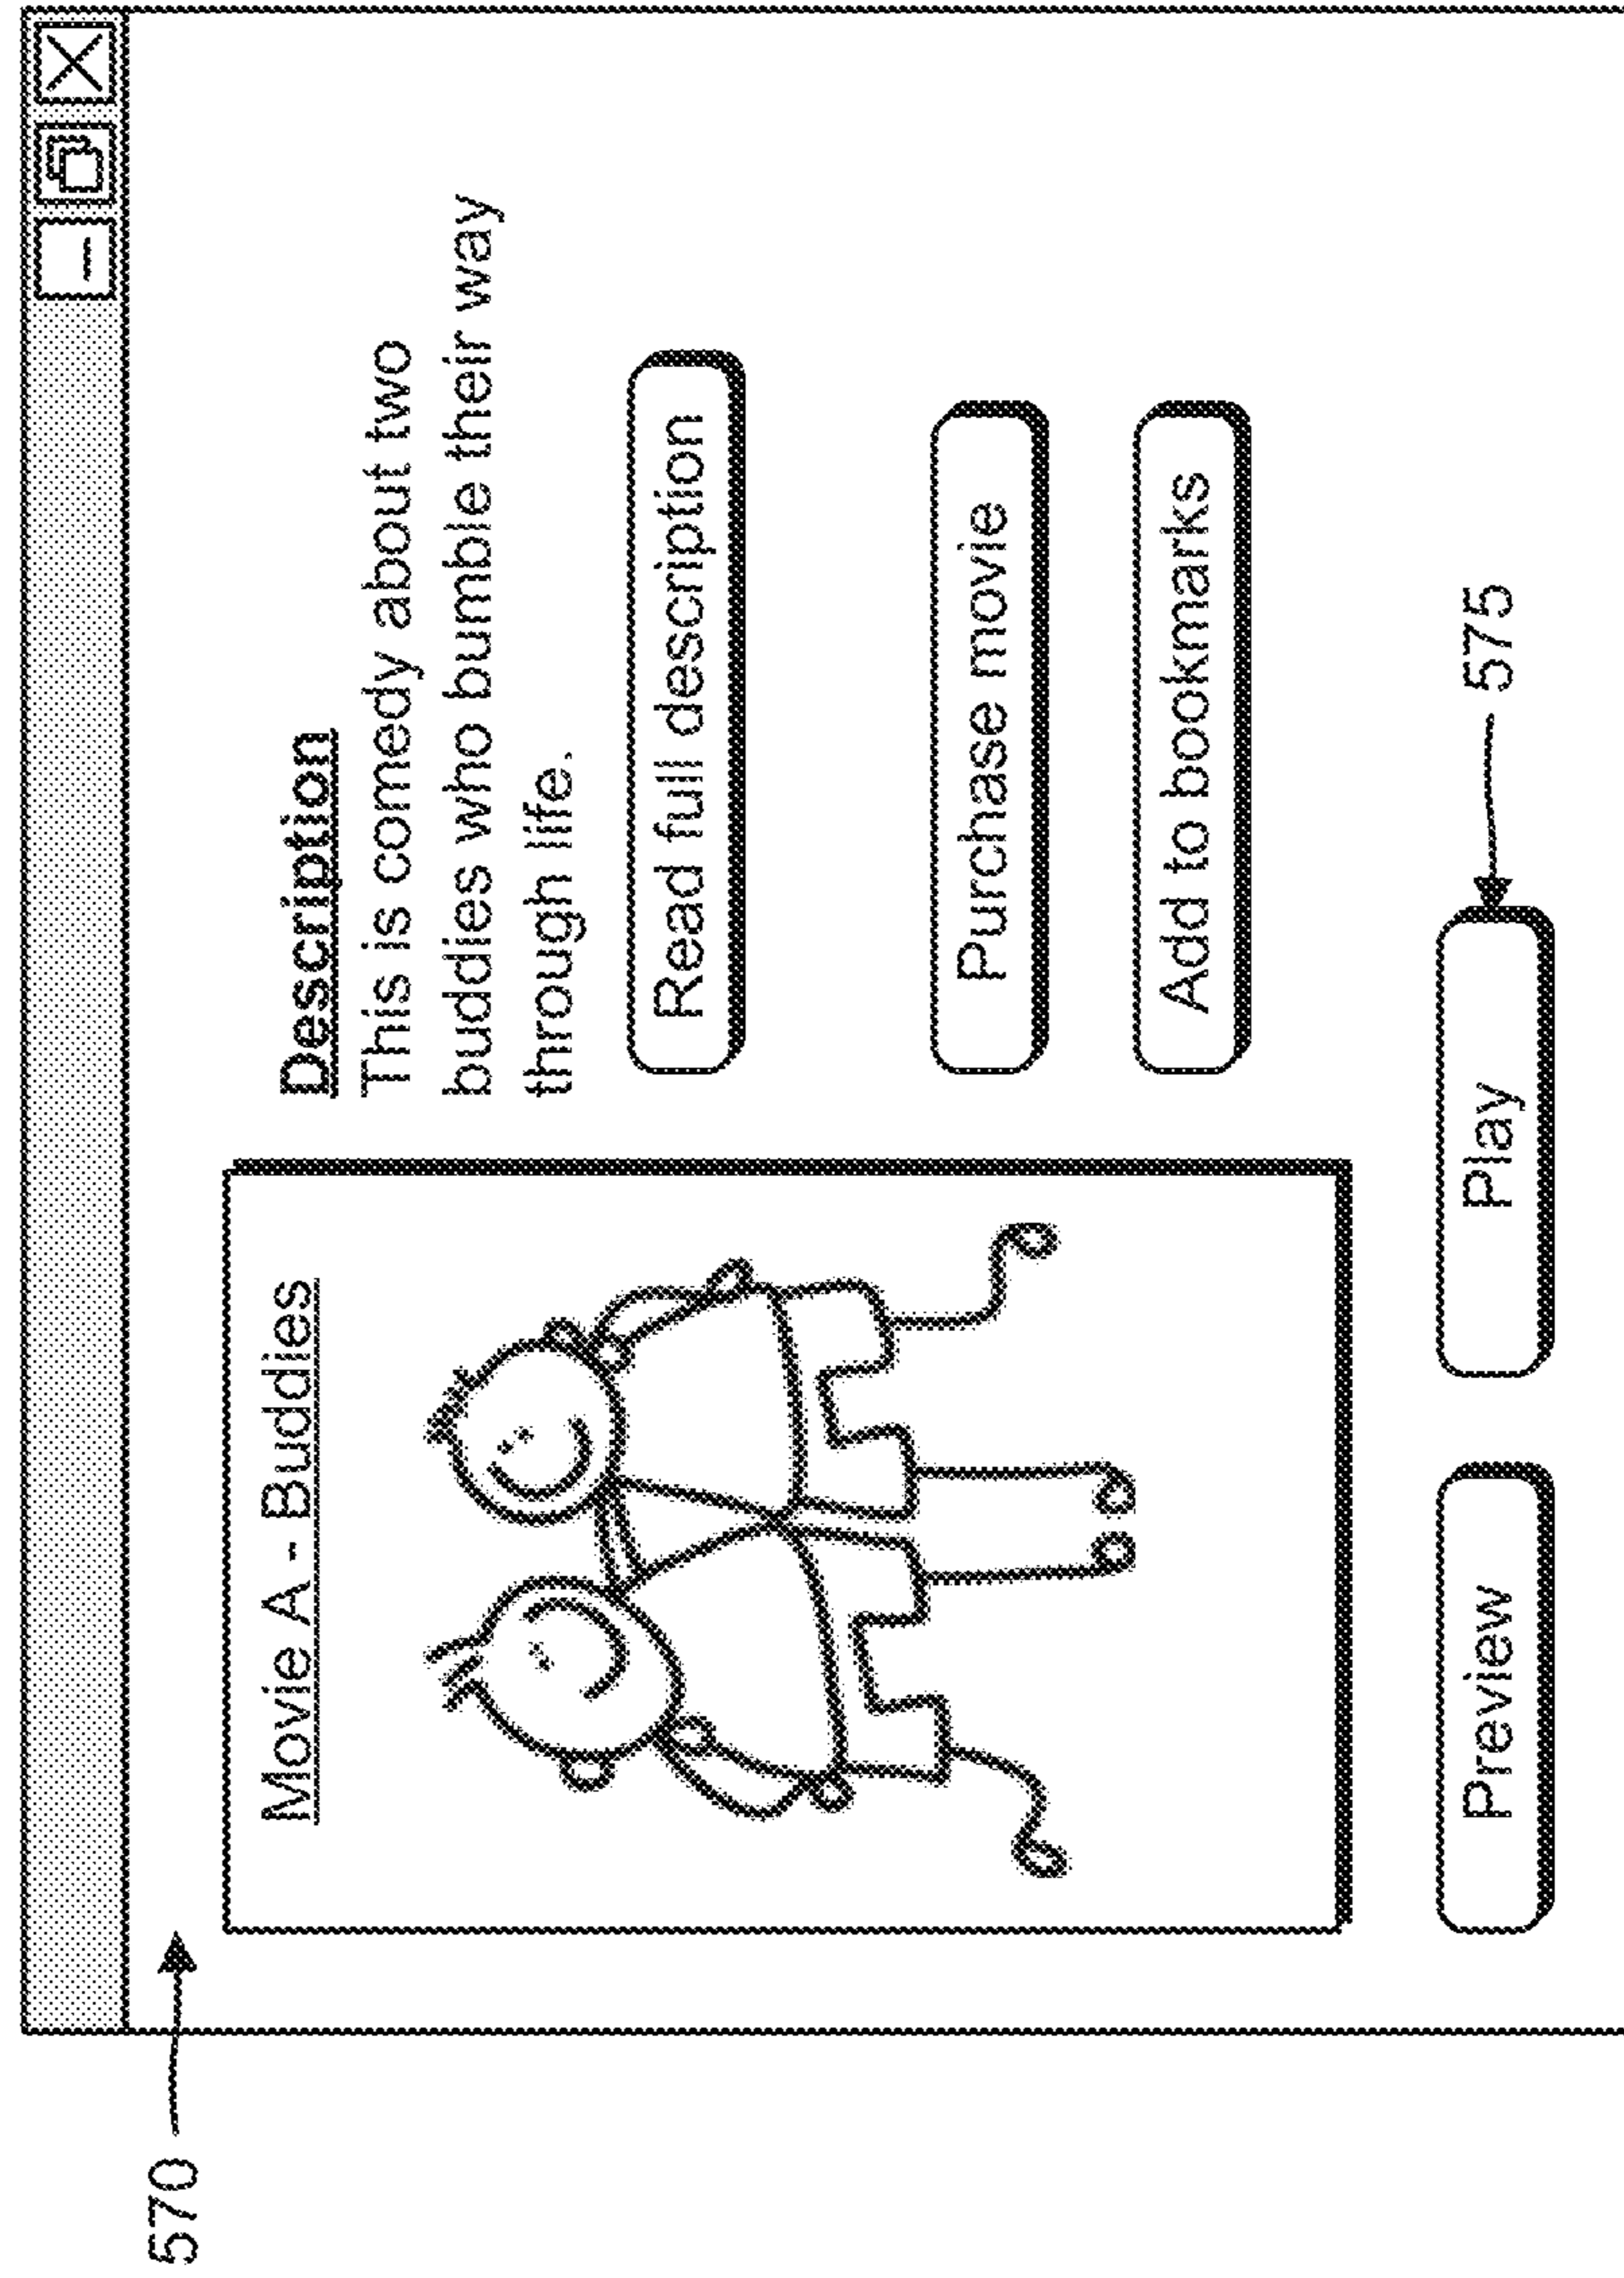 570
Movie A - Buddies
Description
This is comedy about two
buddies who bumble their way
through life.
Read full description
Purchase movie
Add to bookmarks
Preview
Play
575